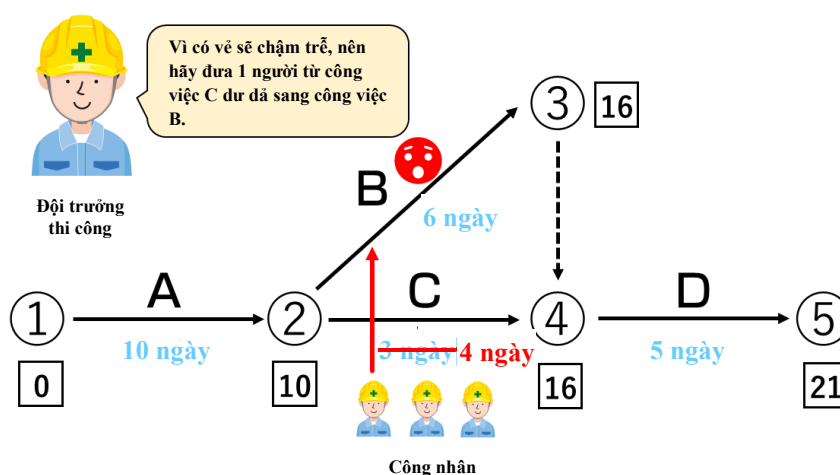 Vì có vẻ sẽ chậm trễ, nên
hãy đưa 1 người từ công
việc C dư dả sang công việc
B.
Đội trưởng
thi công
3
16
B
6 ngày
A
C
D
1
2
4
5
10 ngày
3 ngày
4 ngày
5 ngày
0
10
16
21
Công nhân